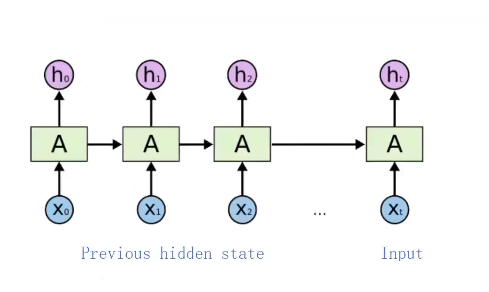 h₀ h₁ h₂ hₜ
A A A A
x₀ x₁ x₂ ... xₜ
Previous hidden state Input